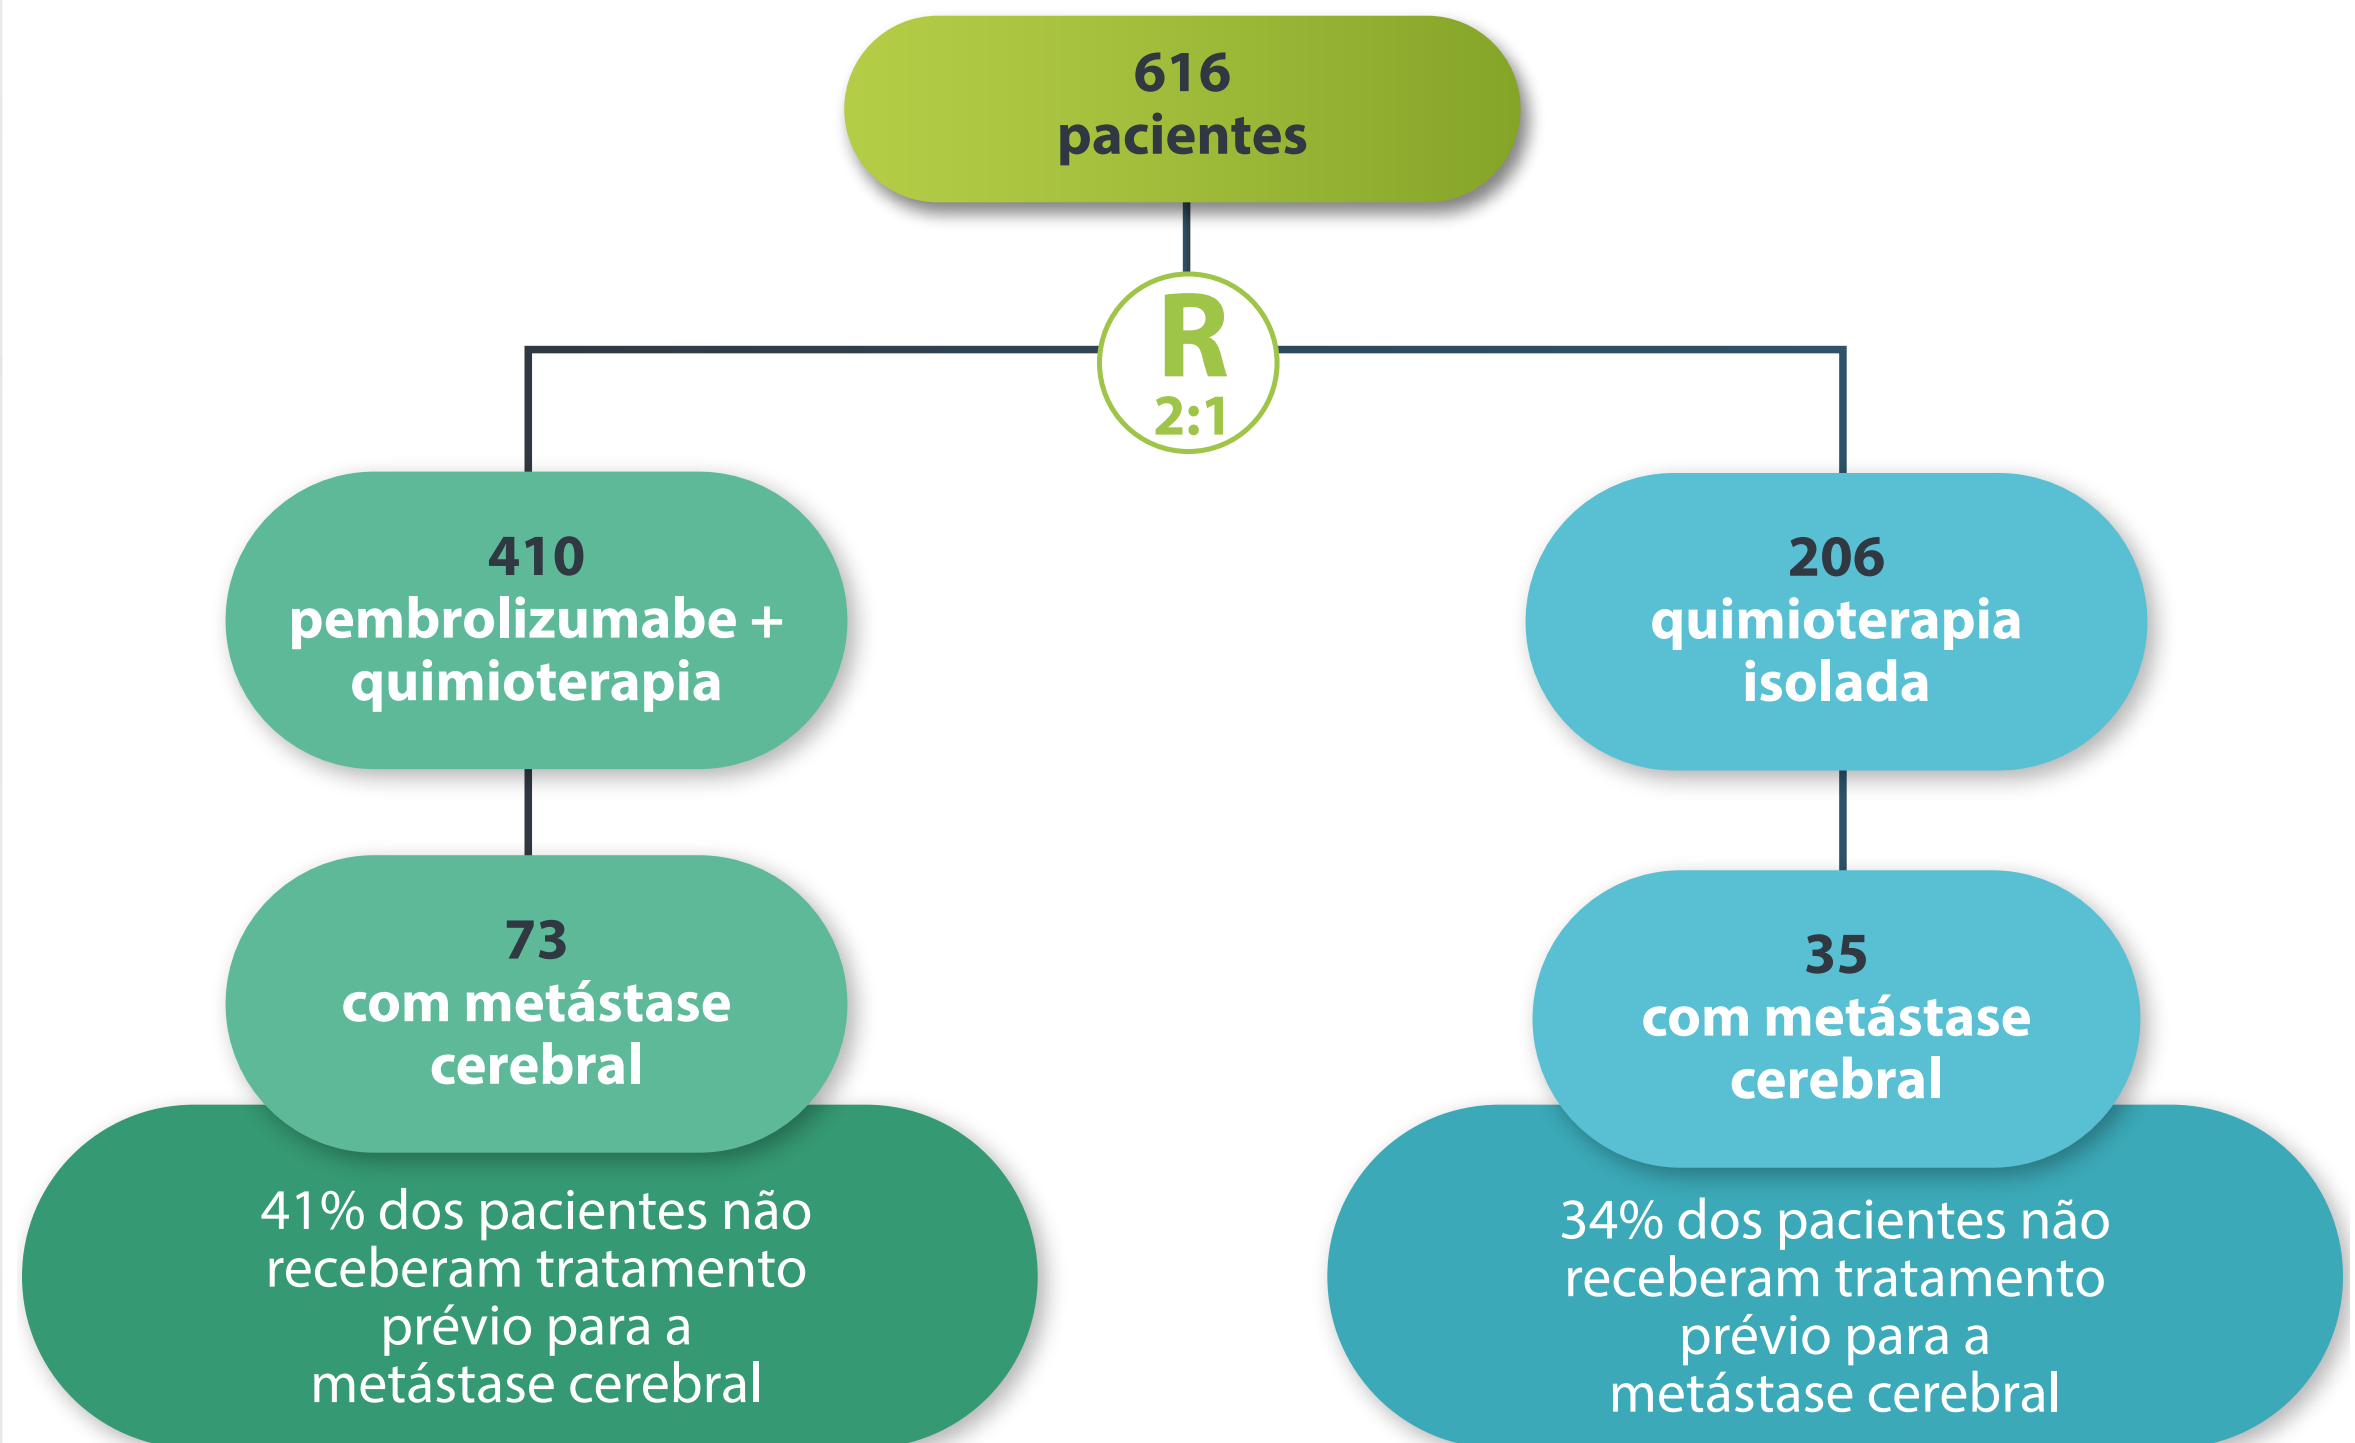 616
pacientes
R
2:1
410
pembrolizumabe +
quimioterapia
206
quimioterapia
isolada
73
com metástase
cerebral
35
com metástase
cerebral
41% dos pacientes não
receberam tratamento
prévio para a
metástase cerebral
34% dos pacientes não
receberam tratamento
prévio para a
metástase cerebral